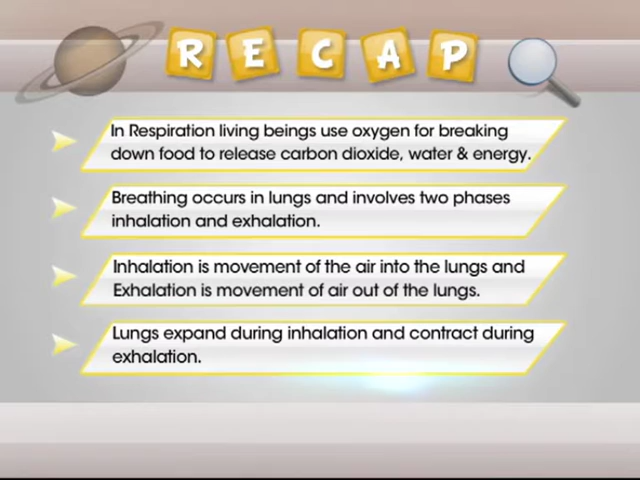 RECAP
In Respiration living beings use oxygen for breaking
down food to release carbon dioxide, water & energy.
Breathing occurs in lungs and involves two phases
inhalation and exhalation.
Inhalation is movement of the air into the lungs and
Exhalation is movement of air out of the lungs.
Lungs expand during inhalation and contract during
exhalation.